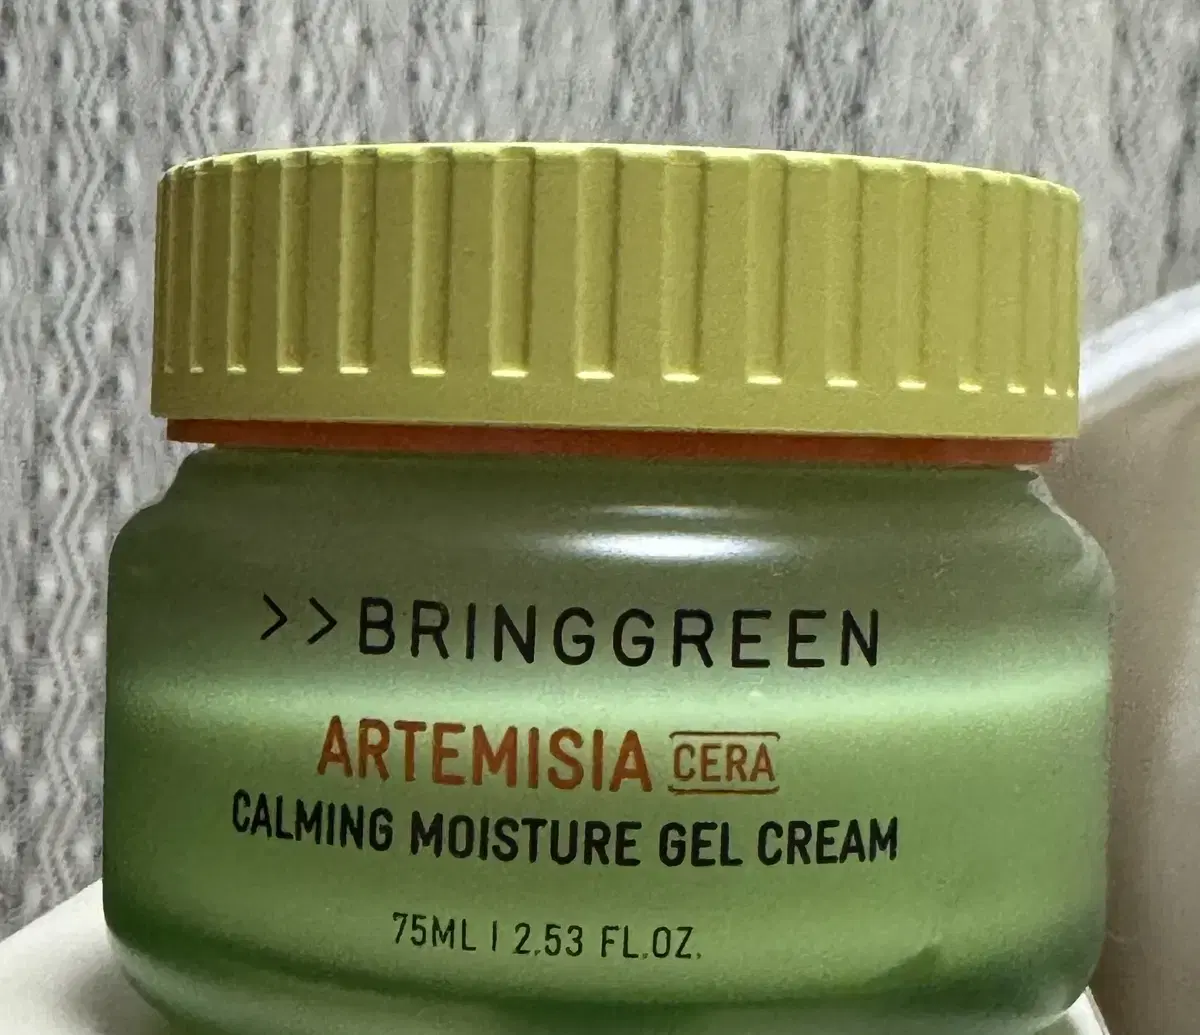 >>BRINGGREEN
ARTEMISIA CERA
CALMING MOISTURE GEL CREAM
75ML | 2.53 FL.OZ.